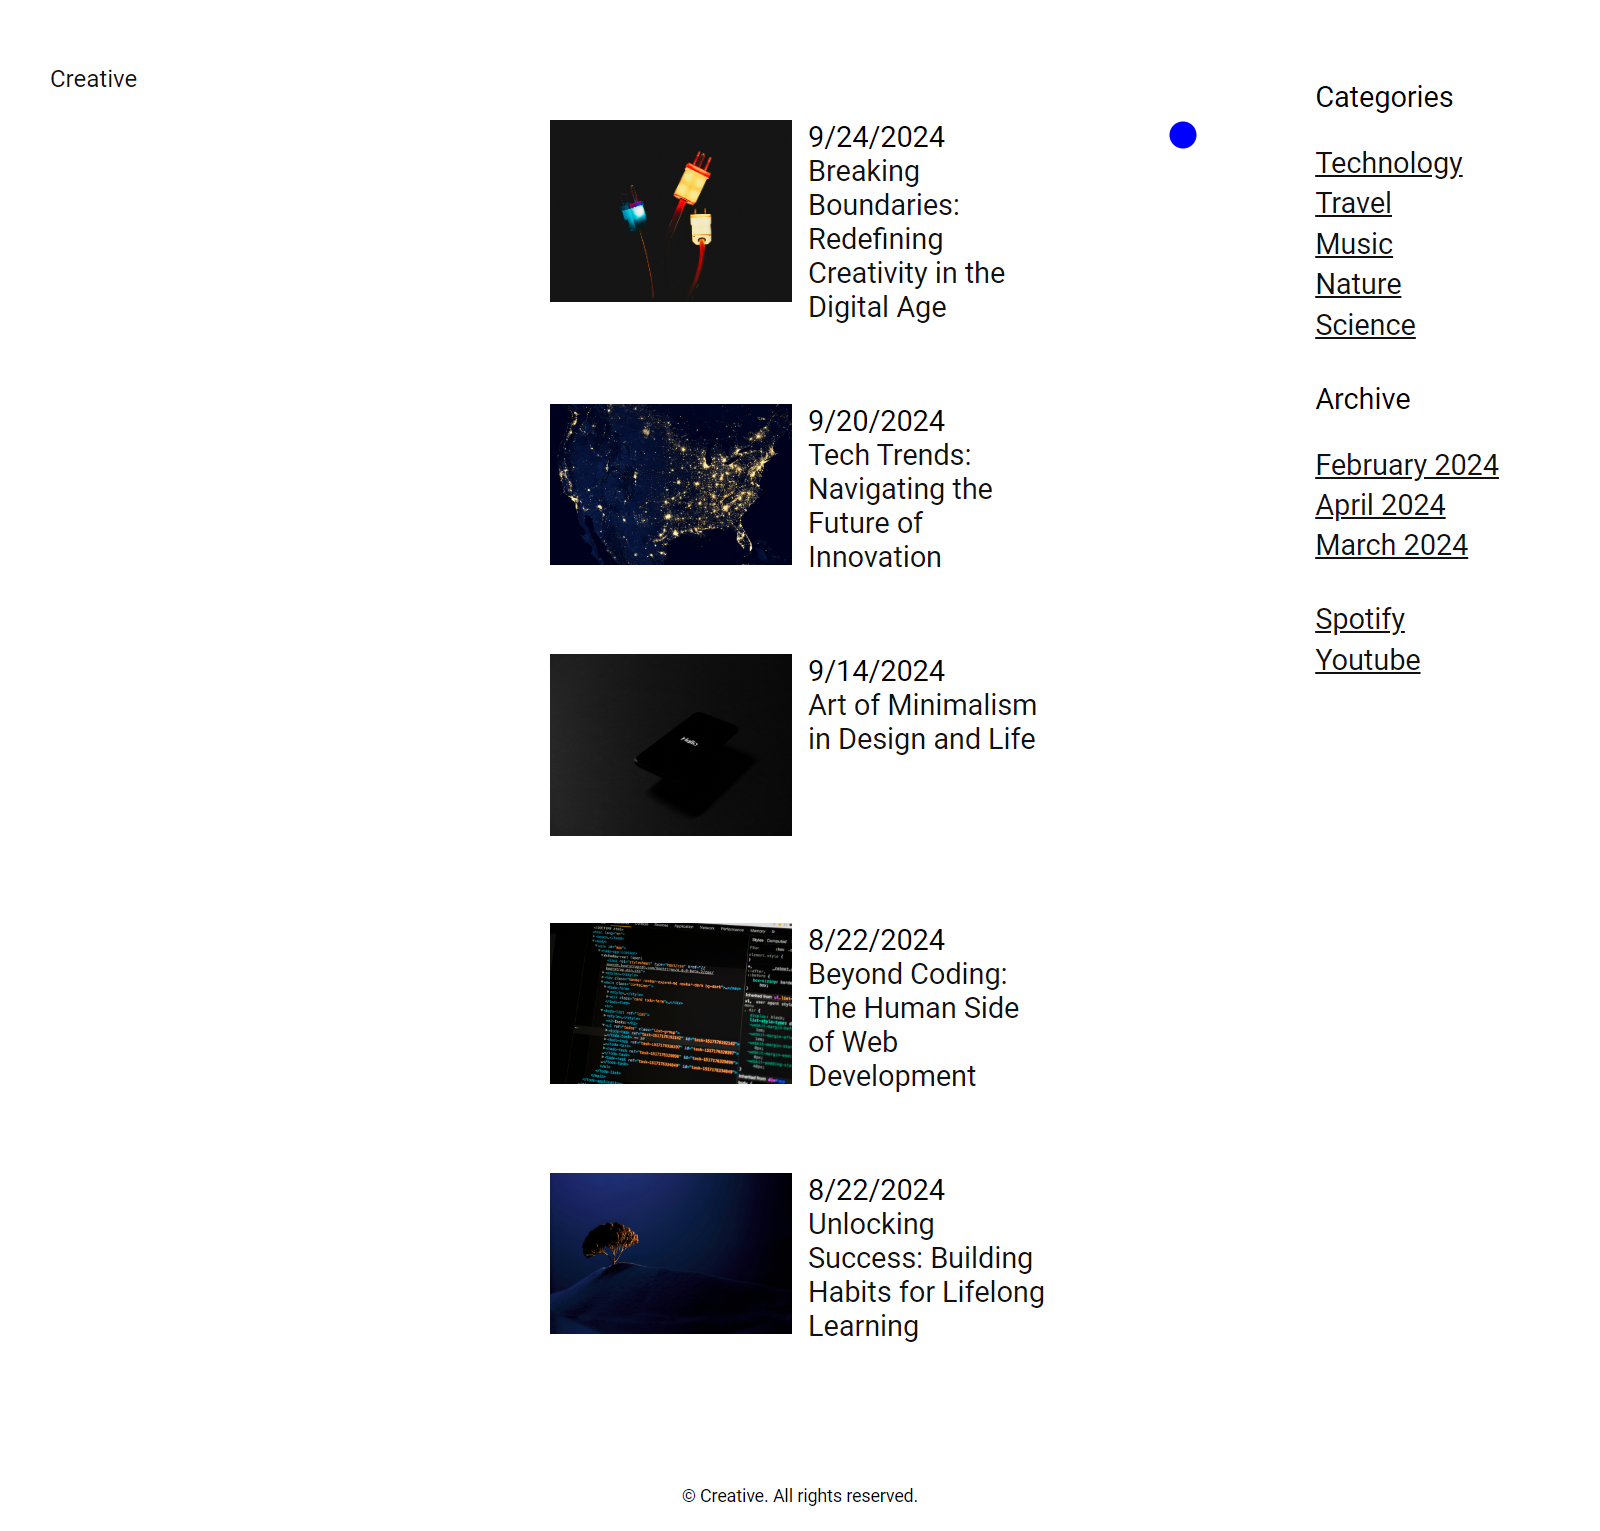 Creative
9/24/2024
Breaking
Boundaries:
Redefining
Creativity in the
Digital Age
9/20/2024
Tech Trends:
Navigating the
Future of
Innovation
Hello
9/14/2024
Art of Minimalism
in Design and Life
8/22/2024
Beyond Coding:
The Human Side
of Web
Development
8/22/2024
Unlocking
Success: Building
Habits for Lifelong
Learning
Categories
Technology
Travel
Music
Nature
Science
Archive
February 2024
April 2024
March 2024
Spotify
Youtube
© Creative. All rights reserved.